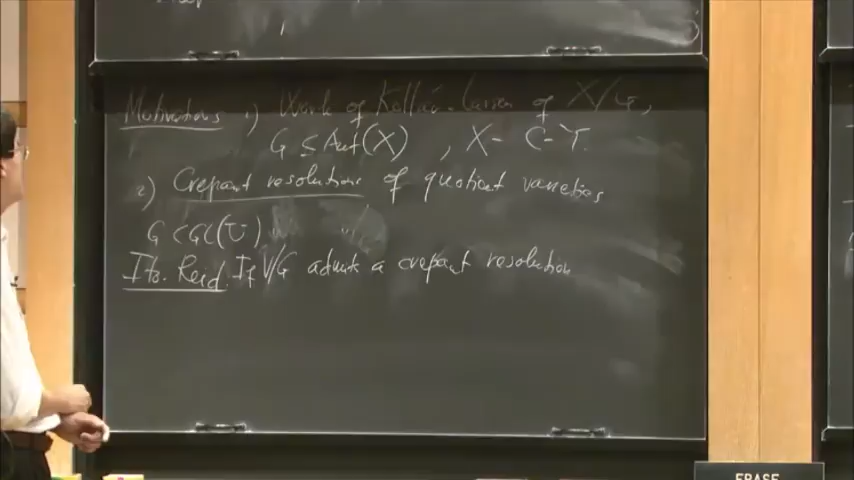 Motivations 1) Work of Kollár-Larsen of X/G,
G ≤ Aut(X) , X - C-Y.
2) Crepant resolutions of quotient varieties
G < GL(V)
Ito. Reid. If V/G admits a crepant resolution
ERASE